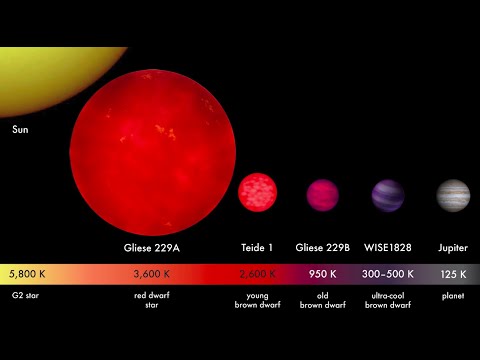 Sun
Gliese 229A
Teide 1
Gliese 229B
WISE1828
Jupiter
5,800 K
3,600 K
2,600 K
950 K
300–500 K
125 K
G2 star
red dwarf
star
young
brown dwarf
old
brown dwarf
ultra-cool
brown dwarf
planet